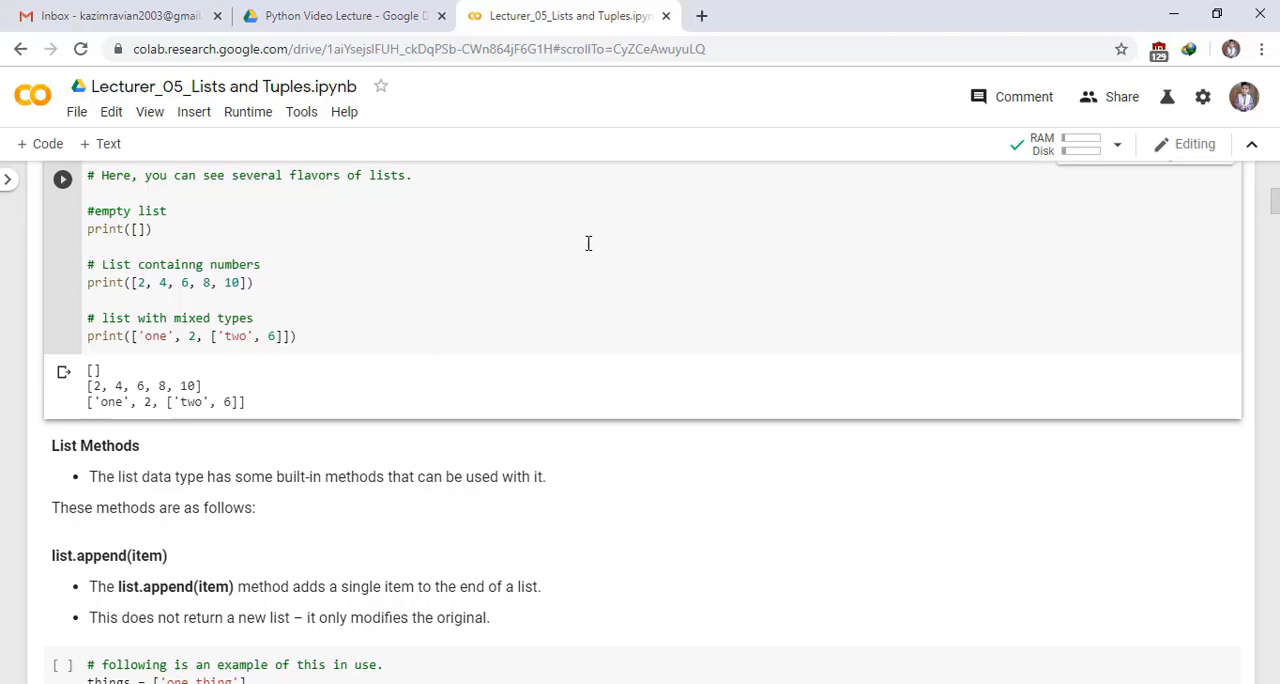 Inbox - kazimravian2003@gmail.
Python Video Lecture - Google D
Lecturer_05_Lists and Tuples.ipyn
colab.research.google.com/drive/1aiYsejslFUH_ckDqPSb-CWn864jF6G1H#scrollTo=CyZCeAwuyuLQ
129
Lecturer_05_Lists and Tuples.ipynb
Comment
Share
File Edit View Insert Runtime Tools Help
+ Code + Text
RAM
Disk
Editing
# Here, you can see several flavors of lists.
#empty list
print([])
# List containng numbers
print([2, 4, 6, 8, 10])
# list with mixed types
print(['one', 2, ['two', 6]])
[]
[2, 4, 6, 8, 10]
['one', 2, ['two', 6]]
List Methods
• The list data type has some built-in methods that can be used with it.
These methods are as follows:
list.append(item)
• The list.append(item) method adds a single item to the end of a list.
• This does not return a new list – it only modifies the original.
[ ] # following is an example of this in use.
things = ['one thing']